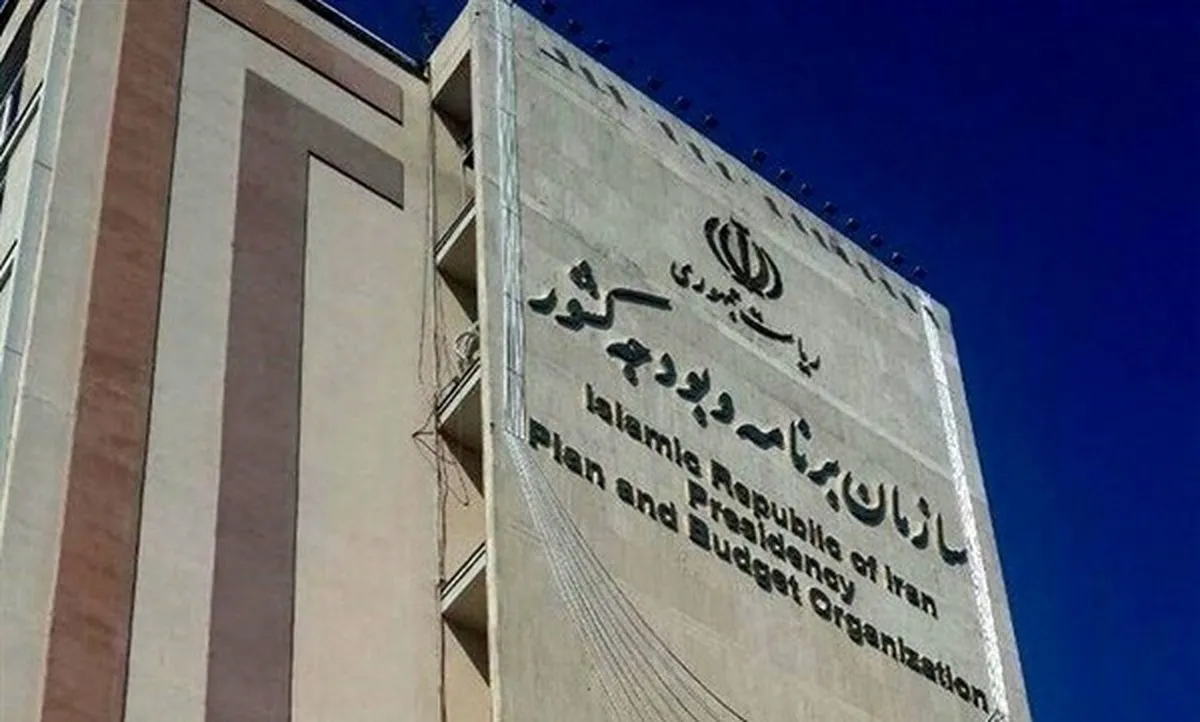 ریاست جمهوری
سازمان برنامه و بودجه کشور
Islamic Republic of Iran
Presidency
Plan and Budget Organization